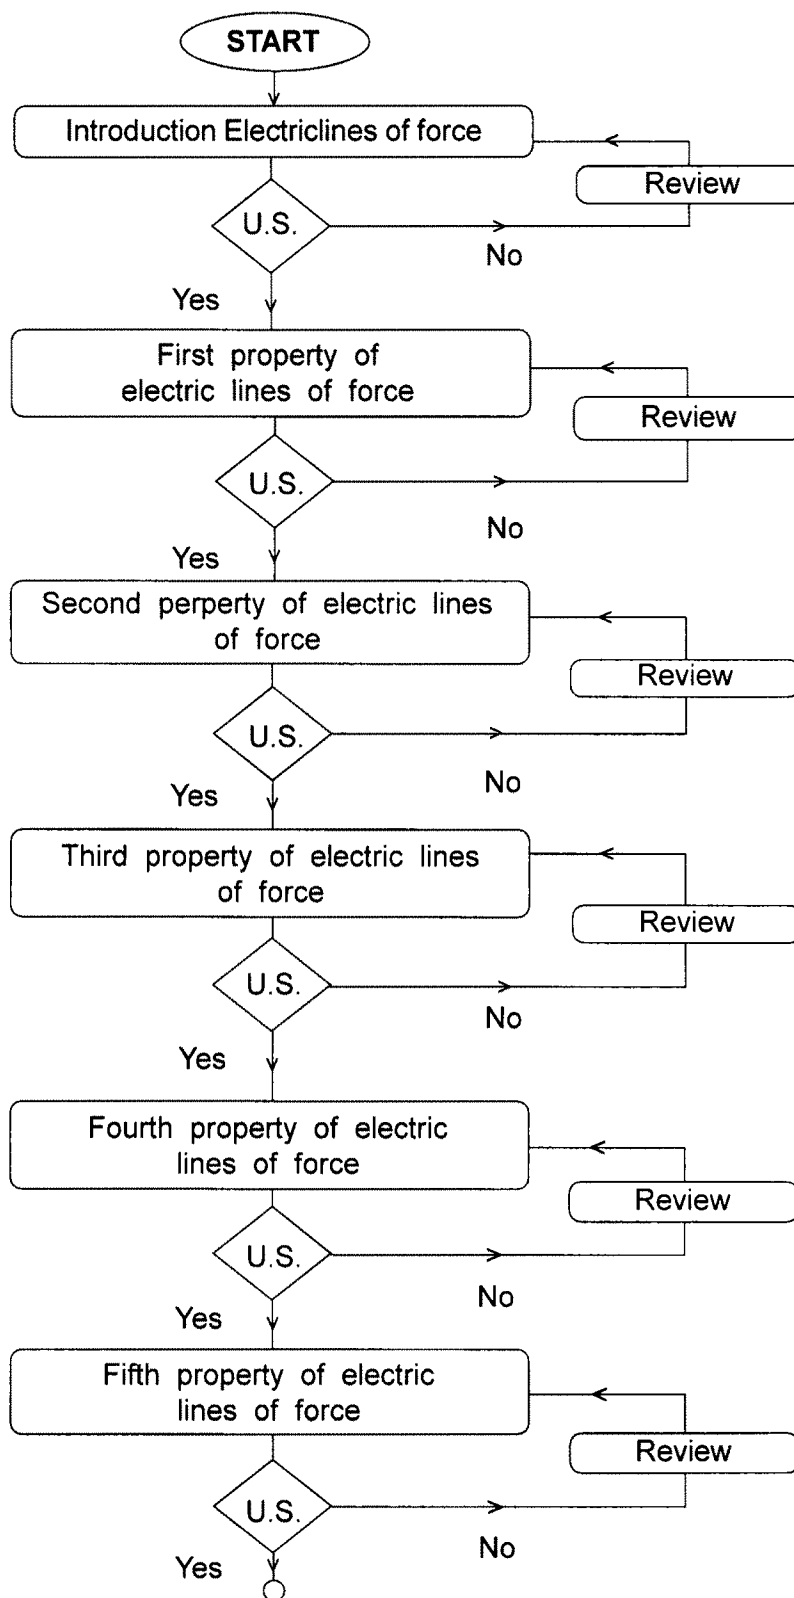 START
Introduction Electriclines of force
Review
U.S.
No
Yes
First property of
electric lines of force
Review
U.S.
No
Yes
Second perperty of electric lines
of force
Review
U.S.
No
Yes
Third property of electric lines
of force
Review
U.S.
No
Yes
Fourth property of electric
lines of force
Review
U.S.
No
Yes
Fifth property of electric
lines of force
Review
U.S.
No
Yes